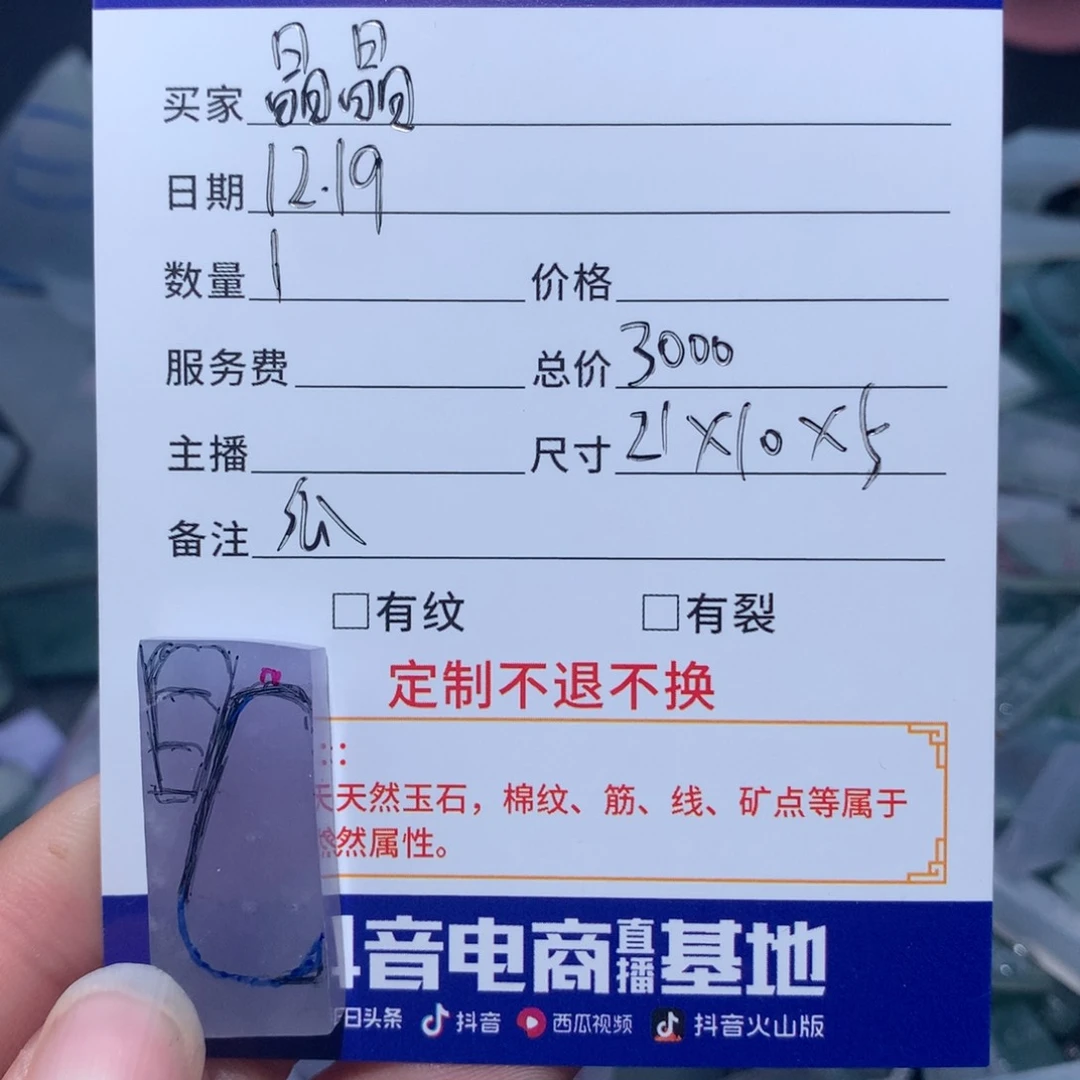 买家 晶晶
日期 12.19
数量 1 价格
服务费 总价 3000
主播 尺寸 21×10×5
备注 瓜
□有纹 □有裂
定制不退不换
:::
天天然玉石，棉纹、筋、线、矿点等属于
然然属性。
抖音电商直播基地
日头条 抖音 西瓜视频 抖音火山版